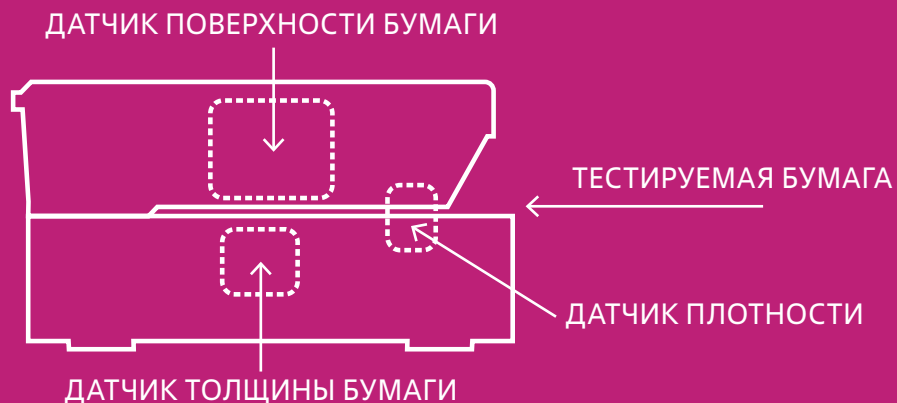 ДАТЧИК ПОВЕРХНОСТИ БУМАГИ
ТЕСТИРУЕМАЯ БУМАГА
ДАТЧИК ПЛОТНОСТИ
ДАТЧИК ТОЛЩИНЫ БУМАГИ